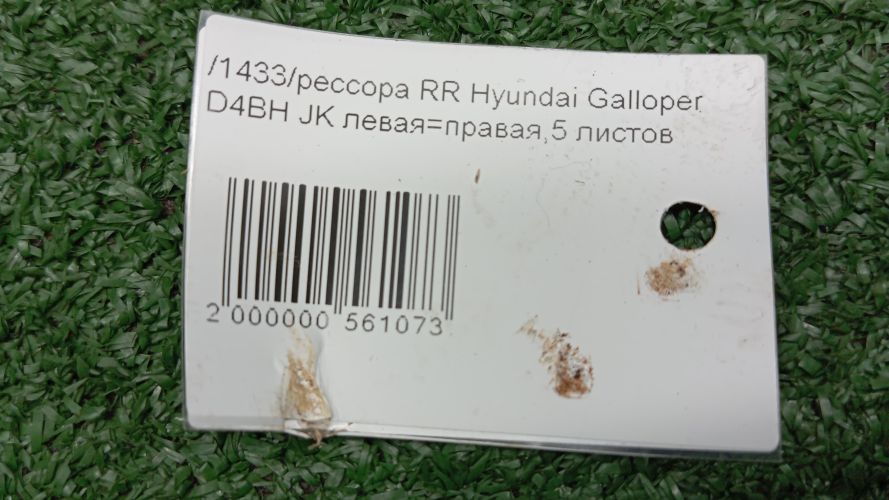 /1433/рессора RR Hyundai Galloper
D4BH JK левая=правая,5 листов
2 000000 561073